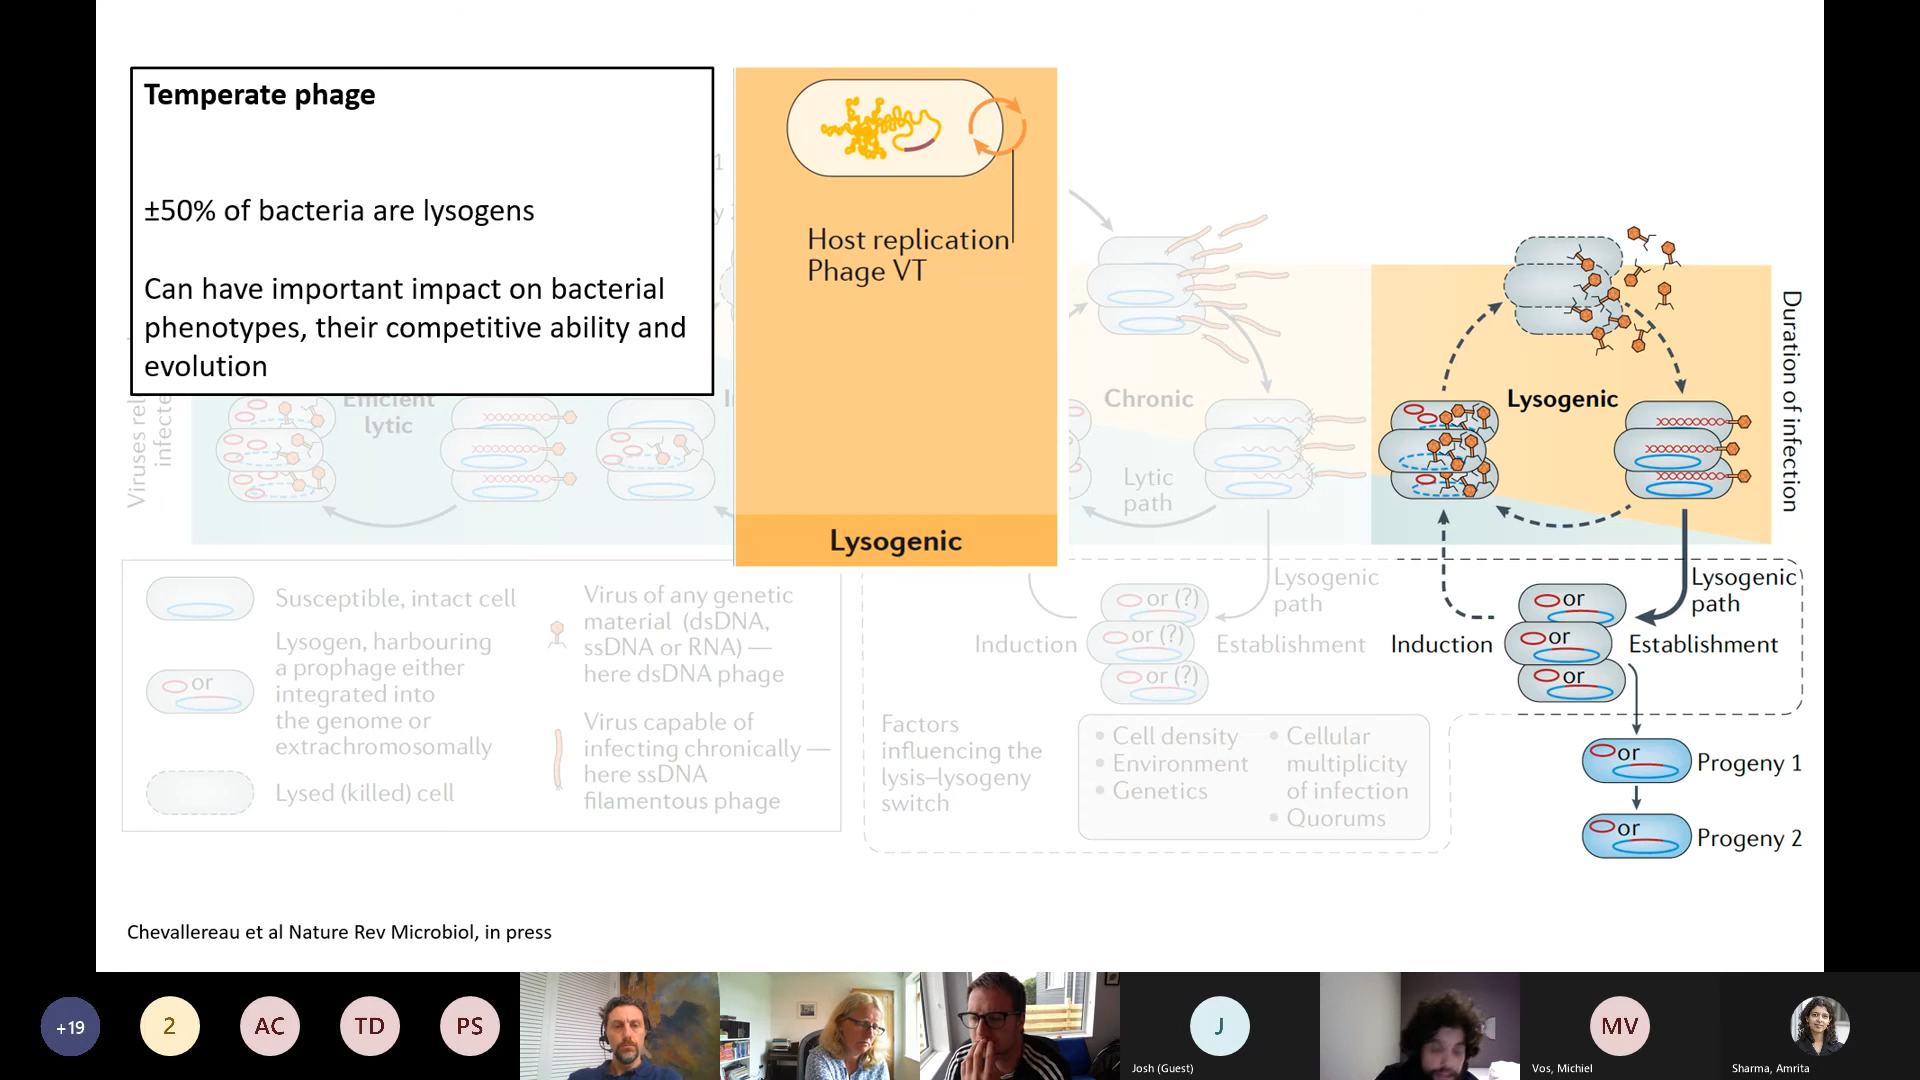 Temperate phage
±50% of bacteria are lysogens
Can have important impact on bacterial
phenotypes, their competitive ability and
evolution
Host replication
Phage VT
Lysogenic
Viruses rel
infecte
Efficient
lytic
Chronic
Lytic
path
Lysogenic
Duration of infection
Susceptible, intact cell
Lysogen, harbouring
a prophage either
integrated into
the genome or
extrachromosomally
or
Lysed (killed) cell
Virus of any genetic
material (dsDNA,
ssDNA or RNA) —
here dsDNA phage
Virus capable of
infecting chronically —
here ssDNA
filamentous phage
Lysogenic
path
Induction
or (?)
or (?)
or (?)
Establishment
Factors
influencing the
lysis–lysogeny
switch
• Cell density
• Environment
• Genetics
• Cellular
multiplicity
of infection
• Quorums
Lysogenic
path
Induction
or
or
or
Establishment
or
Progeny 1
or
Progeny 2
Chevallereau et al Nature Rev Microbiol, in press
+19
2
AC
TD
PS
J
Josh (Guest)
MV
Vos, Michiel
Sharma, Amrita